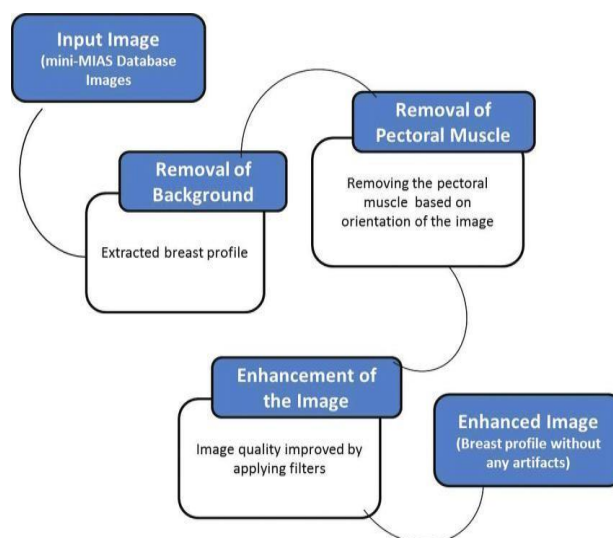 Input Image
(mini-MIAS Database
Images
Removal of
Background
Extracted breast profile
Removal of
Pectoral Muscle
Removing the pectoral
muscle based on
orientation of the image
Enhancement of
the Image
Image quality improved by
applying filters
Enhanced Image
(Breast profile without
any artifacts)